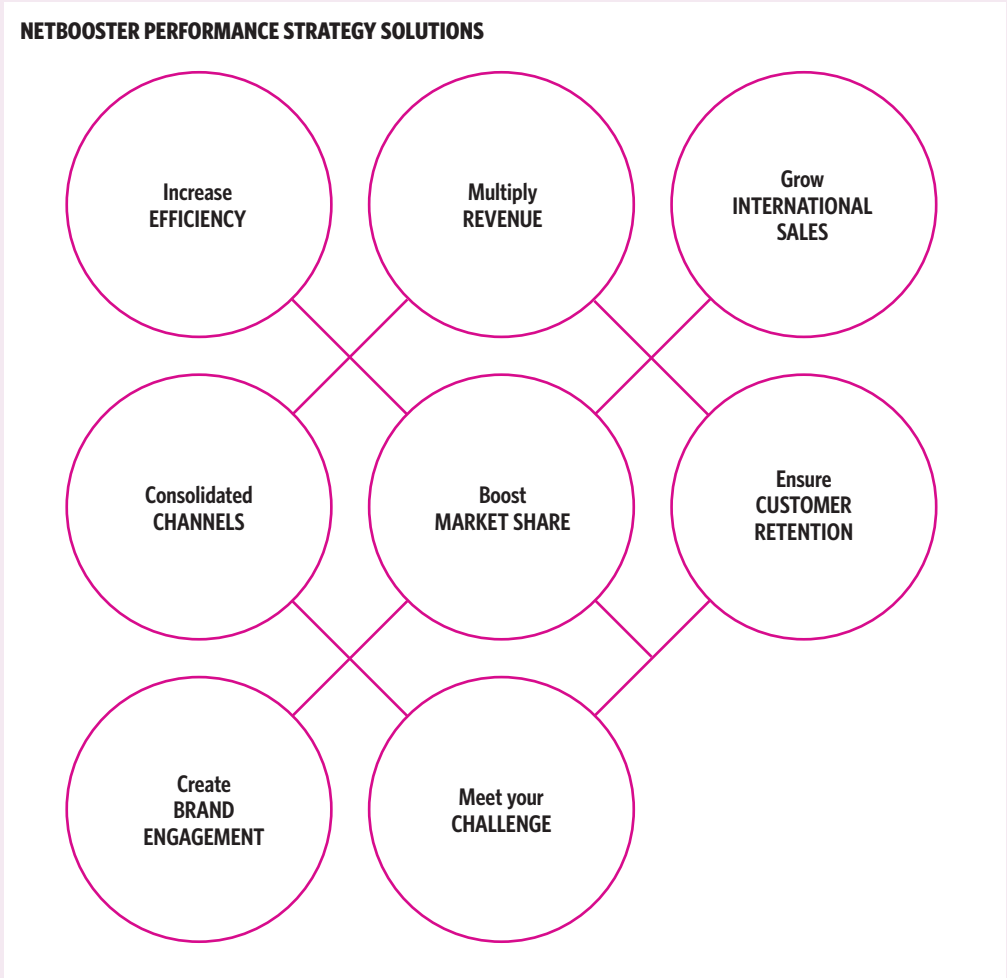 NETBOOSTER PERFORMANCE STRATEGY SOLUTIONS
Increase
EFFICIENCY
Multiply
REVENUE
Grow
INTERNATIONAL
SALES
Consolidated
CHANNELS
Boost
MARKET SHARE
Ensure
CUSTOMER
RETENTION
Create
BRAND
ENGAGEMENT
Meet your
CHALLENGE